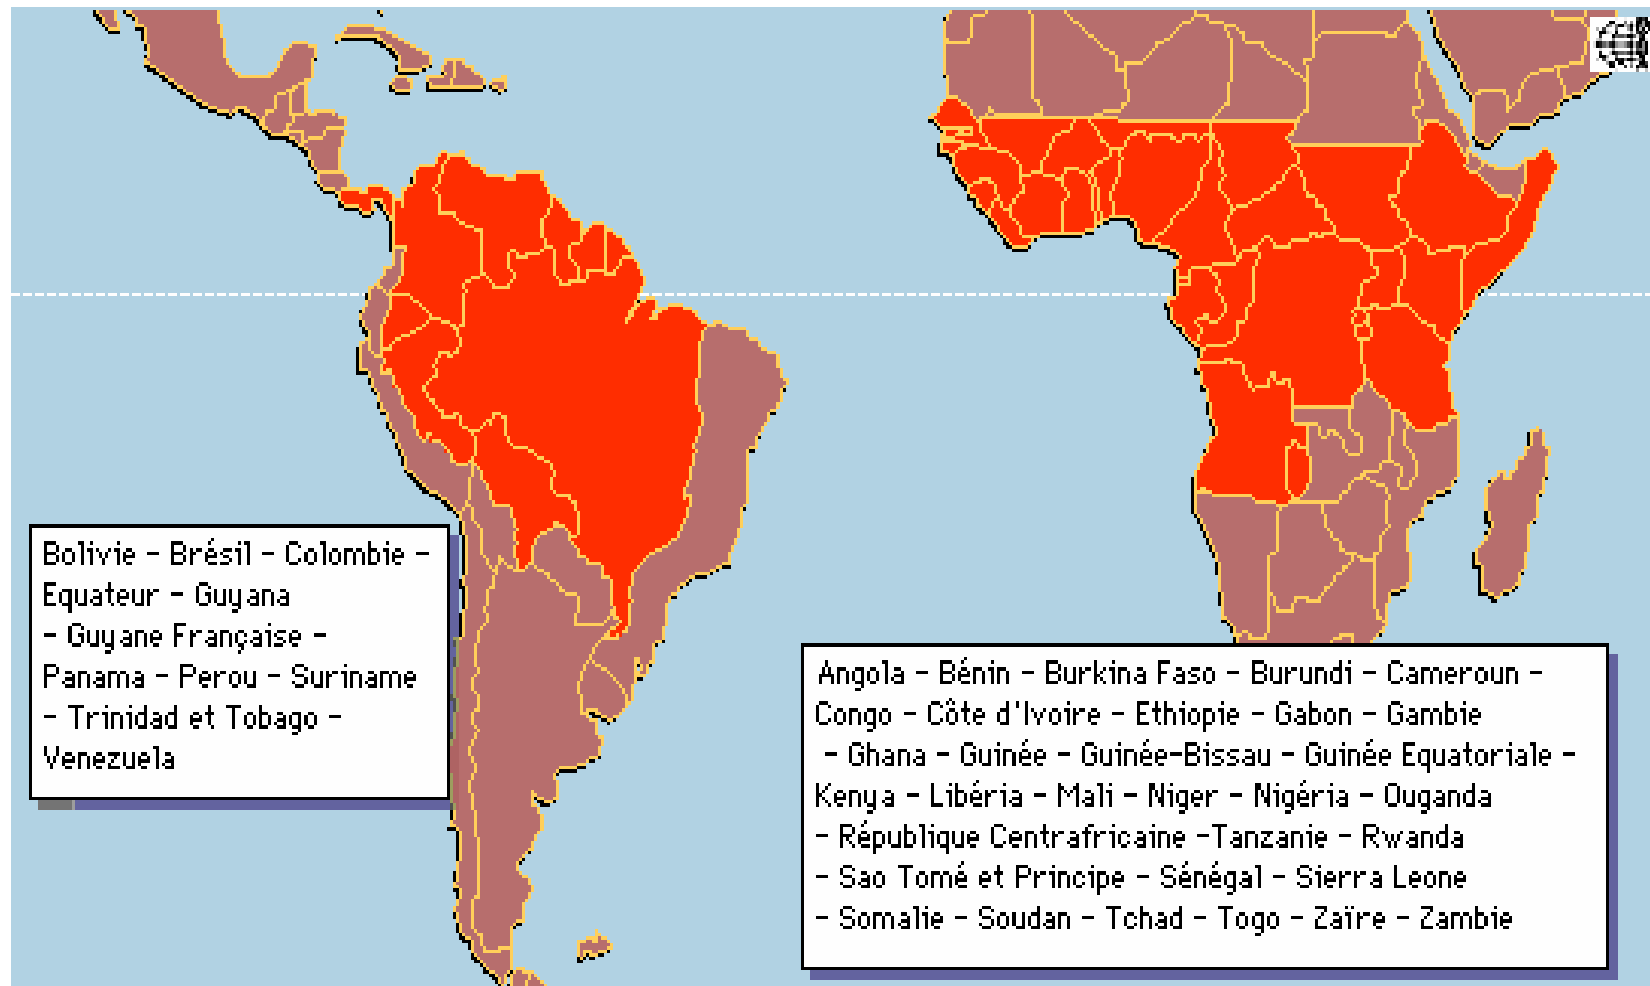 Bolivie - Brésil - Colombie -
Equateur - Guyana
- Guyane Française -
Panama - Perou - Suriname
- Trinidad et Tobago -
Venezuela
Angola - Bénin - Burkina Faso - Burundi - Cameroun -
Congo - Côte d'Ivoire - Ethiopie - Gabon - Gambie
- Ghana - Guinée - Guinée-Bissau - Guinée Equatoriale -
Kenya - Libéria - Mali - Niger - Nigéria - Ouganda
- République Centrafricaine -Tanzanie - Rwanda
- Sao Tomé et Principe - Sénégal - Sierra Leone
- Somalie - Soudan - Tchad - Togo - Zaïre - Zambie